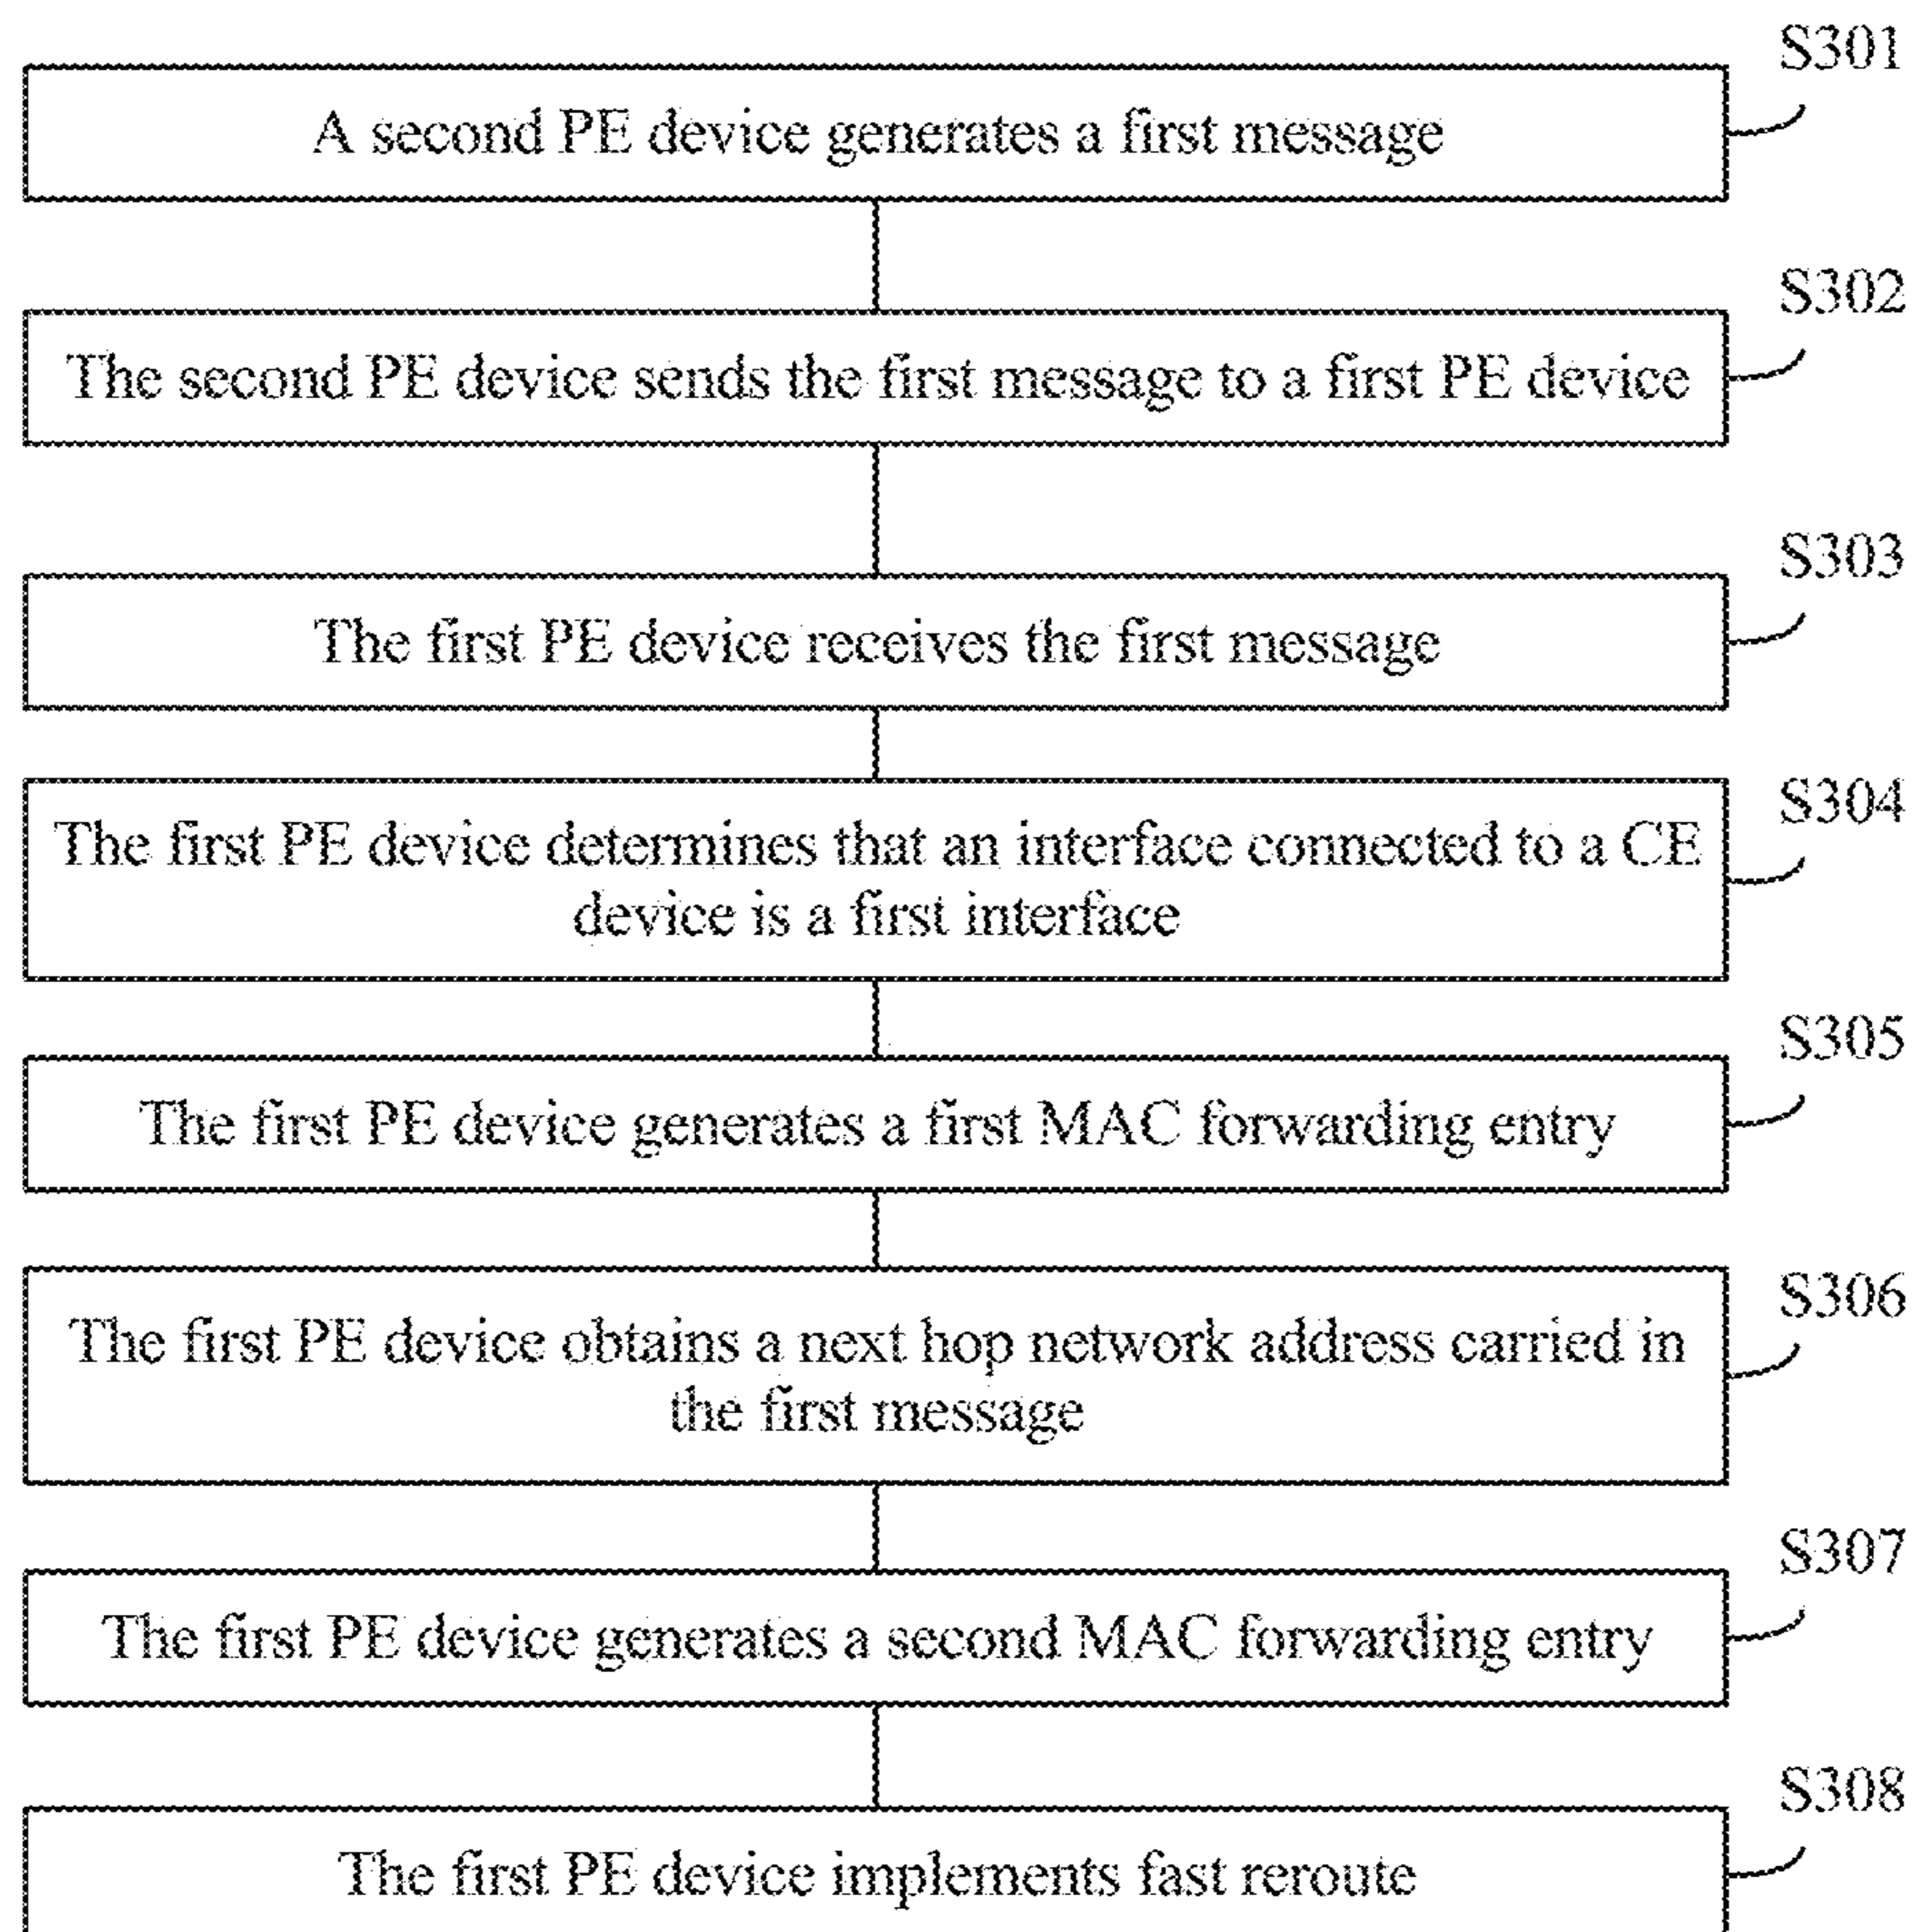 S301
A second PE device generates a first message
S302
The second PE device sends the first message to a first PE device
S303
The first PE device receives the first message
S304
The first PE device determines that an interface connected to a CE
device is a first interface
S305
The first PE device generates a first MAC forwarding entry
S306
The first PE device obtains a next hop network address carried in
the first message
S307
The first PE device generates a second MAC forwarding entry
S308
The first PE device implements fast reroute